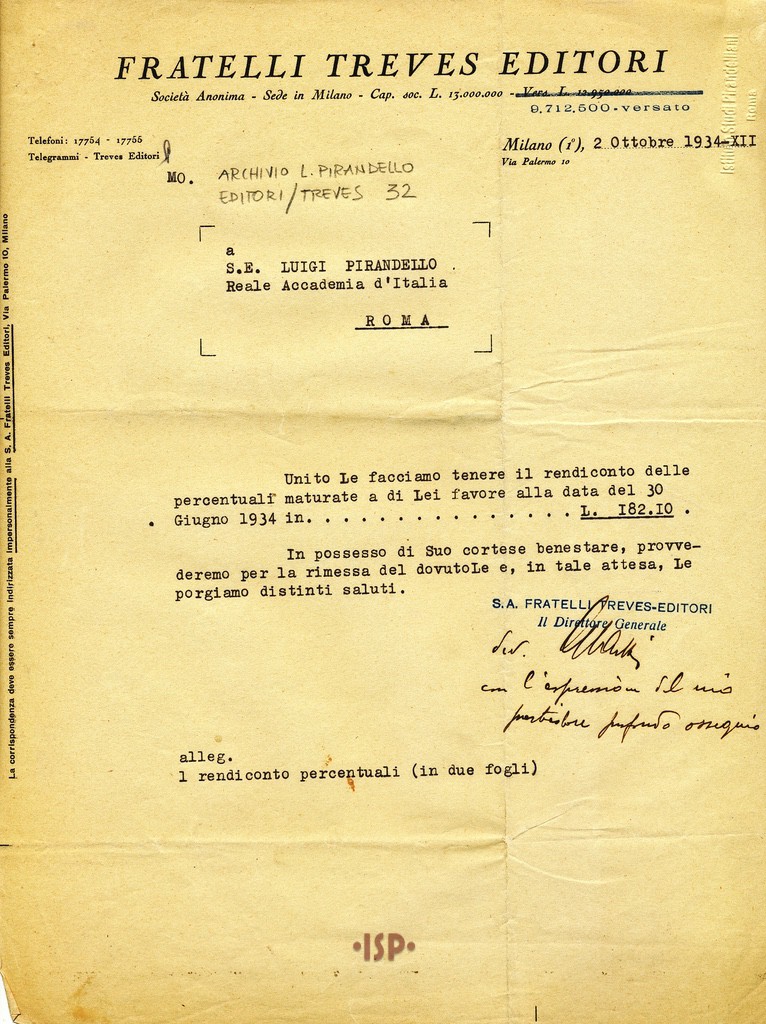 FRATELLI TREVES EDITORI
Società Anonima - Sede in Milano - Cap. soc. L. 13.000.000 - Vers. L. 12.950.000
9.712.500-versato
Telefoni: 17754 - 17755
Telegrammi - Treves Editori
Milano (1°), 2 Ottobre 1934-XII
Via Palermo 10
MO.
ARCHIVIO L. PIRANDELLO
EDITORI/TREVES 32
a
S.E. LUIGI PIRANDELLO .
Reale Accademia d'Italia
ROMA
Unito Le facciamo tenere il rendiconto delle
percentuali maturate a di Lei favore alla data del 30
Giugno 1934 in. . . . . . . . . . . . . . . . L. 182.10 .
In possesso di Suo cortese benestare, provve-
deremo per la rimessa del dovutoLe e, in tale attesa, Le
porgiamo distinti saluti.
S.A. FRATELLI TREVES-EDITORI
Il Direttore Generale
dev.
con l'espressione del mio
particolare profondo ossequio
alleg.
1 rendiconto percentuali (in due fogli)
La corrispondenza deve essere sempre indirizzata impersonalmente alla S. A. Fratelli Treves Editori, Via Palermo 10, Milano
Istituto Studi Pirandelliani
ROMA
·ISP·